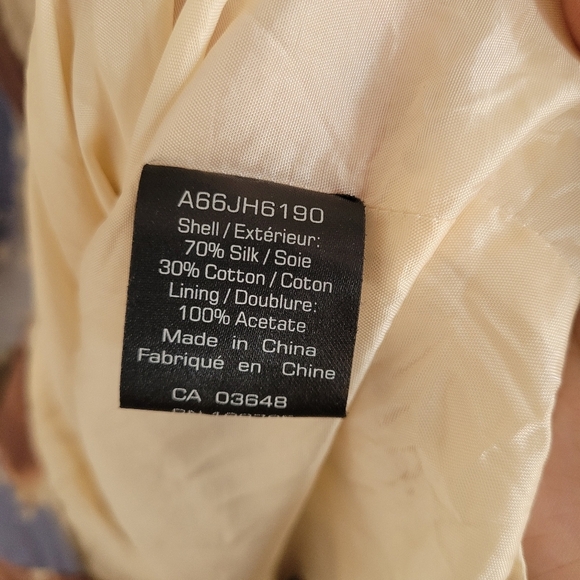 A66JH6190
Shell / Extérieur:
70% Silk / Soie
30% Cotton / Coton
Lining / Doublure:
100% Acetate
Made in China
Fabriqué en Chine
CA 03648